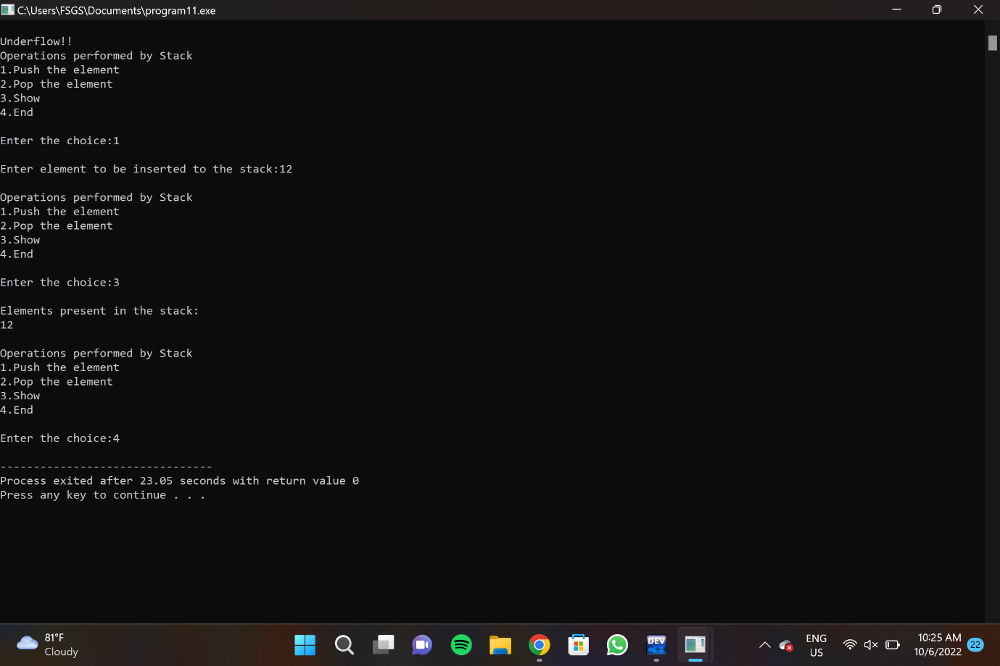 C:\Users\FSGS\Documents\program11.exe
Underflow!!
Operations performed by Stack
1.Push the element
2.Pop the element
3.Show
4.End
Enter the choice:1
Enter element to be inserted to the stack:12
Operations performed by Stack
1.Push the element
2.Pop the element
3.Show
4.End
Enter the choice:3
Elements present in the stack:
12
Operations performed by Stack
1.Push the element
2.Pop the element
3.Show
4.End
Enter the choice:4
--------------------------------
Process exited after 23.05 seconds with return value 0
Press any key to continue . . .
81°F
Cloudy
DEV
C++
ENG
US
10:25 AM
10/6/2022
22